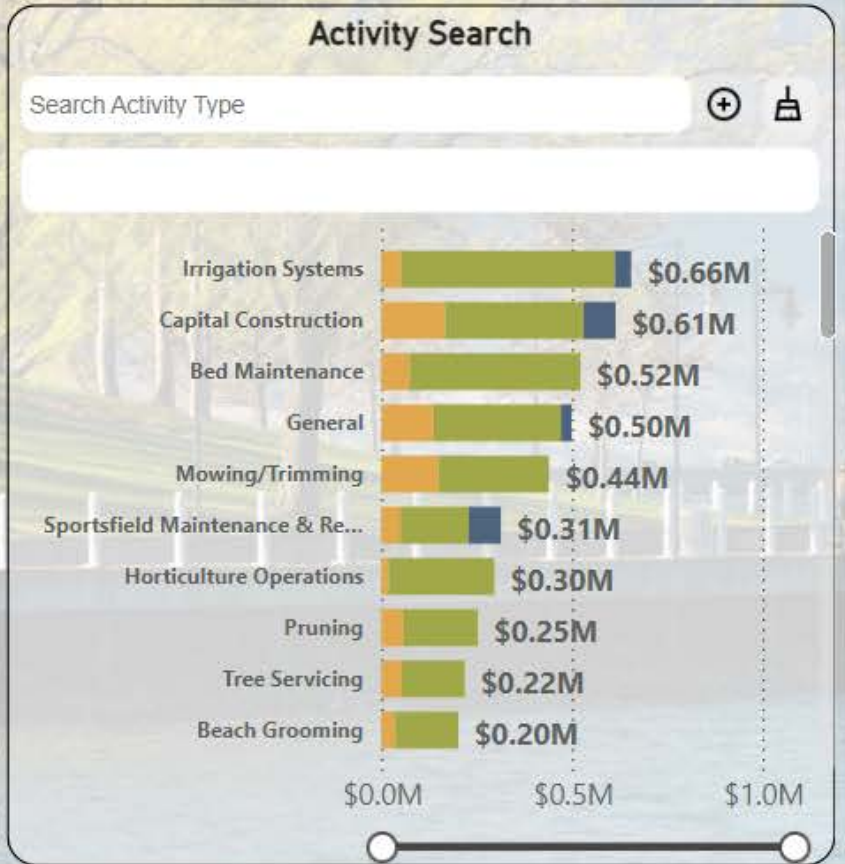 Activity Search
Search Activity Type
Irrigation Systems $0.66M
Capital Construction $0.61M
Bed Maintenance $0.52M
General $0.50M
Mowing/Trimming $0.44M
Sportsfield Maintenance & Re... $0.31M
Horticulture Operations $0.30M
Pruning $0.25M
Tree Servicing $0.22M
Beach Grooming $0.20M
$0.0M $0.5M $1.0M